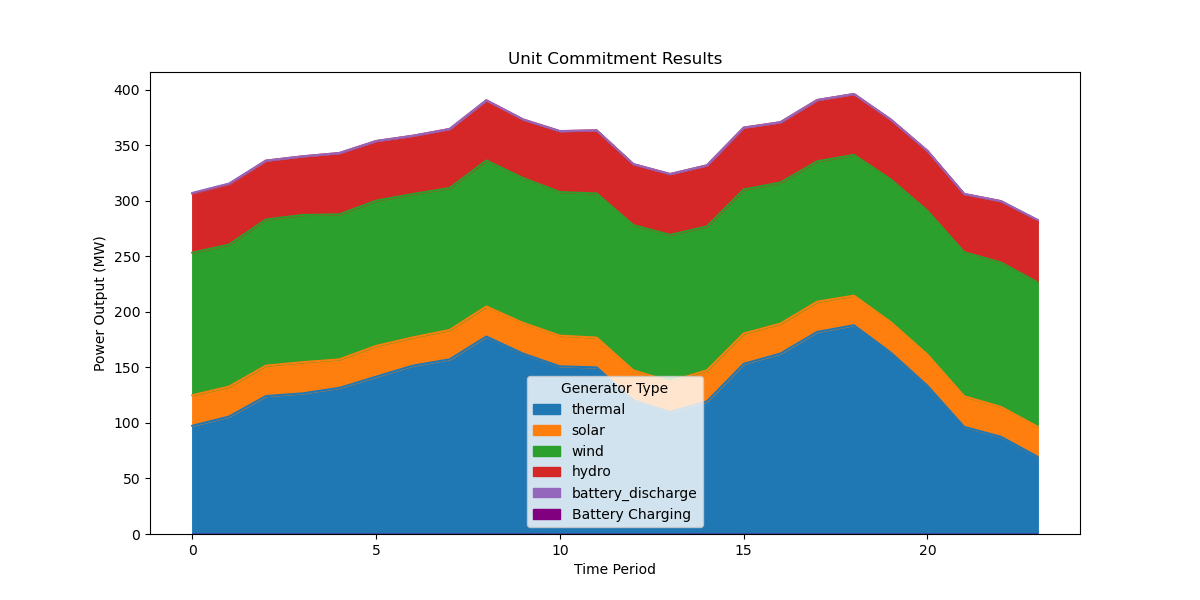 Unit Commitment Results
400
350
300
250
200
150
100
50
0
Power Output (MW)
Generator Type
thermal
solar
wind
hydro
battery_discharge
Battery Charging
0 5 10 15 20
Time Period